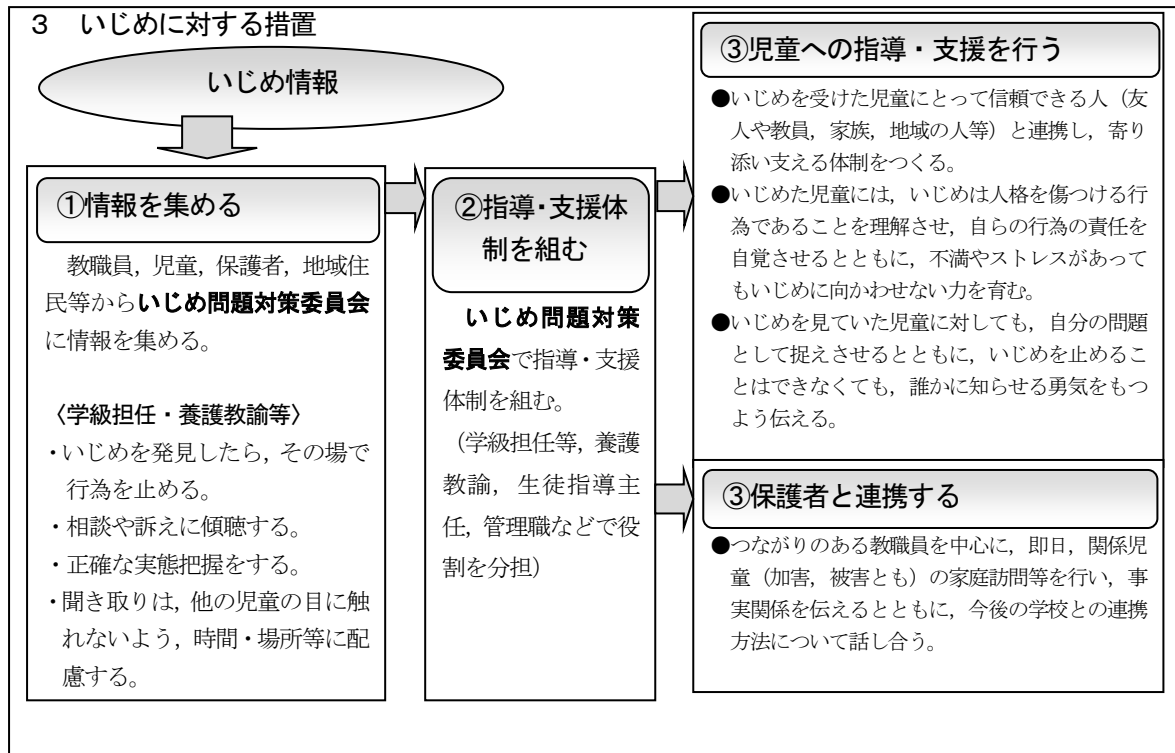 ３　いじめに対する措置
いじめ情報
①情報を集める
教職員，児童，保護者，地域住
民等からいじめ問題対策委員会
に情報を集める。
〈学級担任・養護教諭等〉
・いじめを発見したら，その場で
行為を止める。
・相談や訴えに傾聴する。
・正確な実態把握をする。
・聞き取りは，他の児童の目に触
れないよう，時間・場所等に配
慮する。
②指導・支援体
制を組む
いじめ問題対策
委員会で指導・支援
体制を組む。
（学級担任等，養護
教諭，生徒指導主
任，管理職などで役
割を分担）
③児童への指導・支援を行う
●いじめを受けた児童にとって信頼できる人（友
人や教員，家族，地域の人等）と連携し，寄り
添い支える体制をつくる。
●いじめた児童には，いじめは人格を傷つける行
為であることを理解させ，自らの行為の責任を
自覚させるとともに，不満やストレスがあって
もいじめに向かわせない力を育む。
●いじめを見ていた児童に対しても，自分の問題
として捉えさせるとともに，いじめを止めるこ
とはできなくても，誰かに知らせる勇気をもつ
よう伝える。
③保護者と連携する
●つながりのある教職員を中心に，即日，関係児
童（加害，被害とも）の家庭訪問等を行い，事
実関係を伝えるとともに，今後の学校との連携
方法について話し合う。